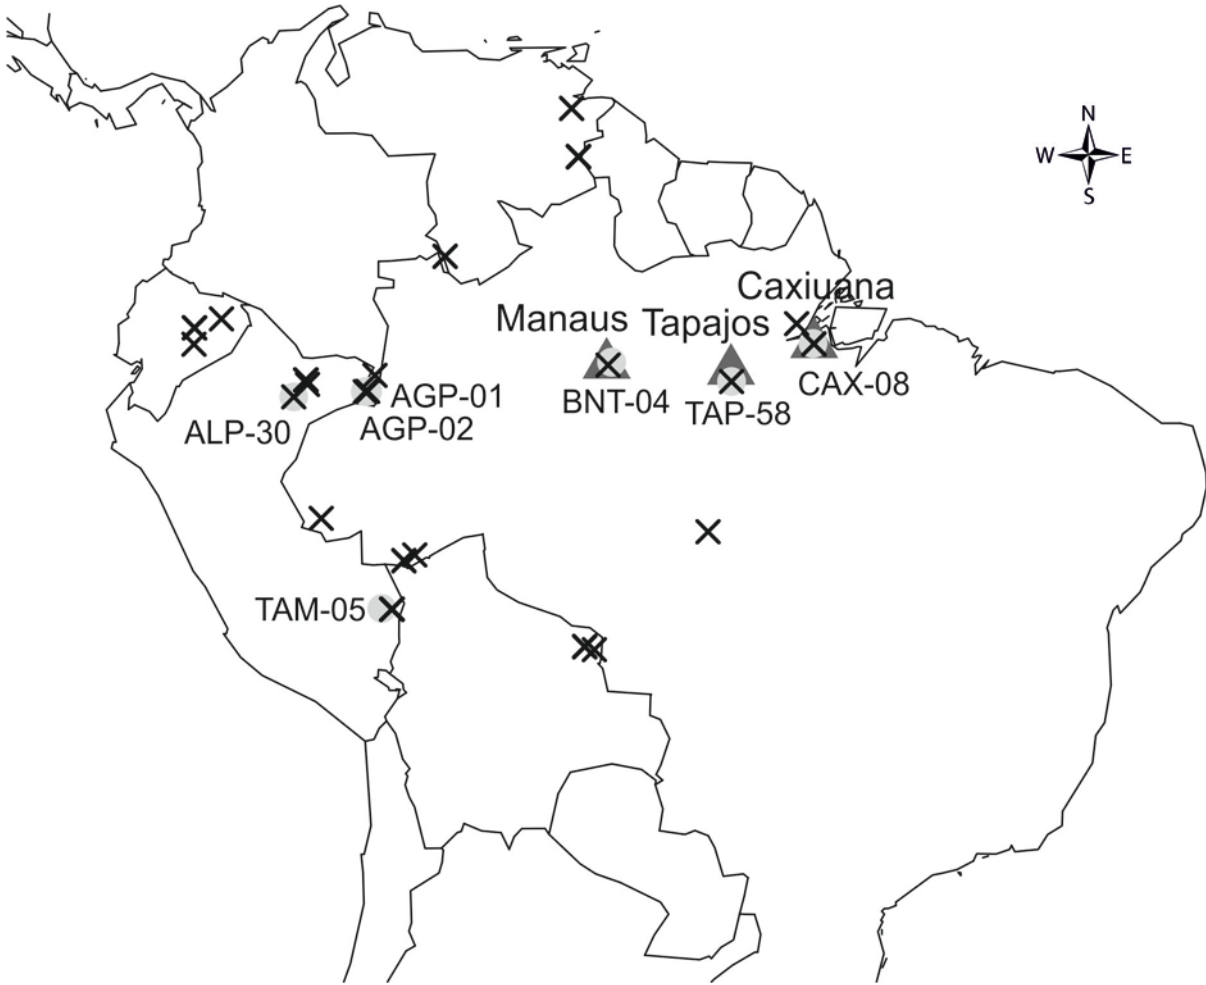 N
W E
S
Caxiuana
Manaus Tapajos
CAX-08
AGP-01
BNT-04
TAP-58
ALP-30
AGP-02
TAM-05